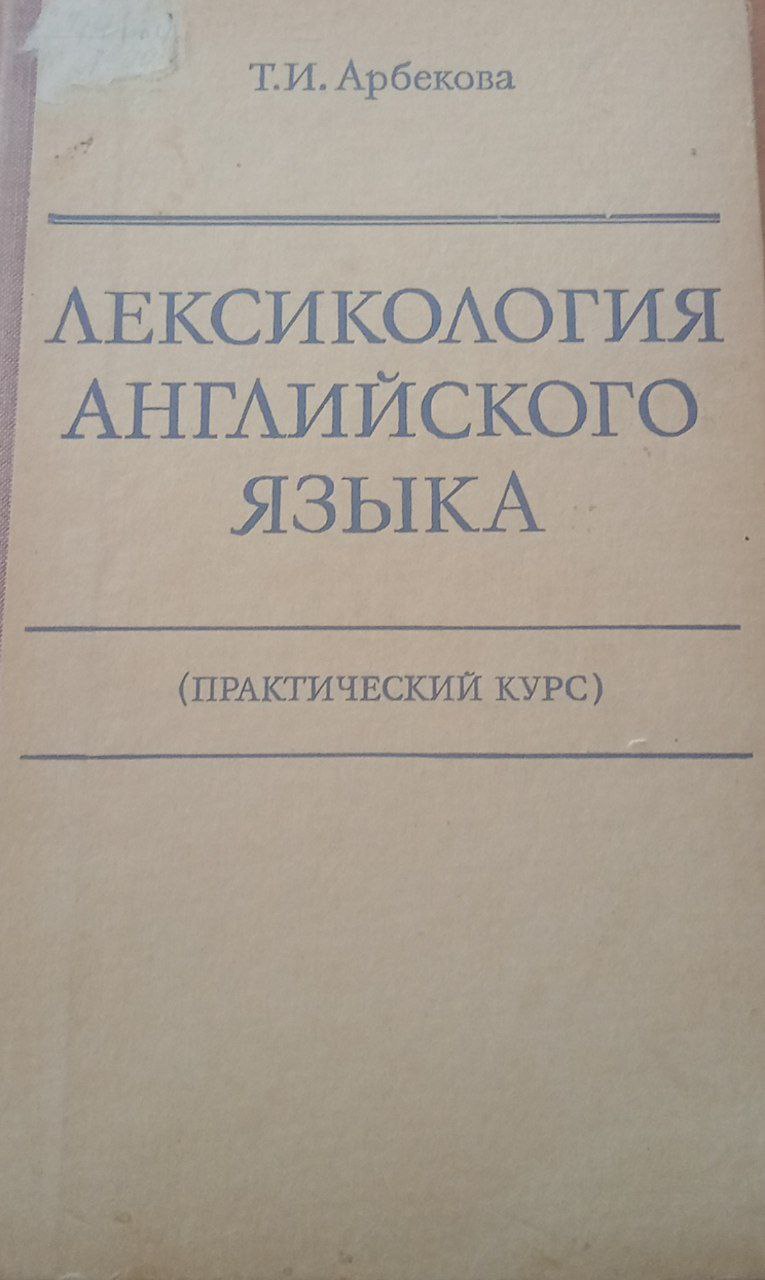 Т.И. Арбекова
ЛЕКСИКОЛОГИЯ
АНГЛИЙСКОГО
ЯЗЫКА
(ПРАКТИЧЕСКИЙ КУРС)